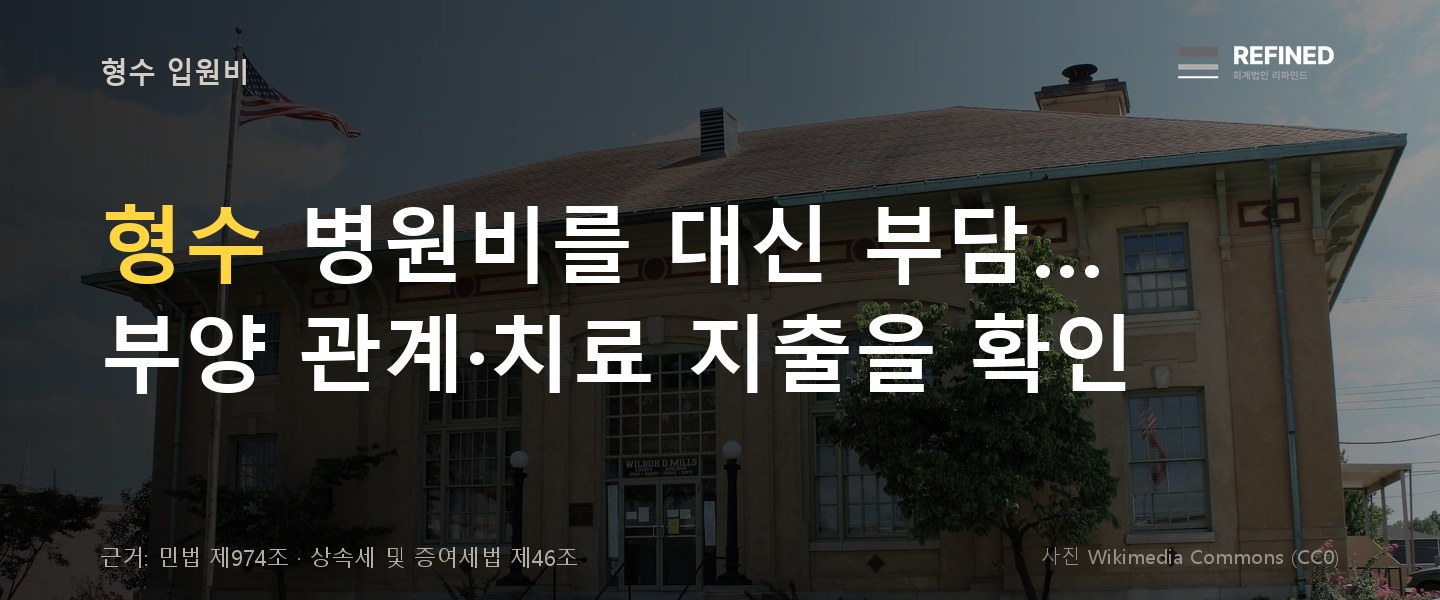 형수 입원비
REFINED
회계법인 리파인드
형수 병원비를 대신 부담...
부양 관계·치료 지출을 확인
WILBUR D. MILLS
근거: 민법 제974조 · 상속세 및 증여세법 제46조
사진 Wikimedia Commons (CC0)